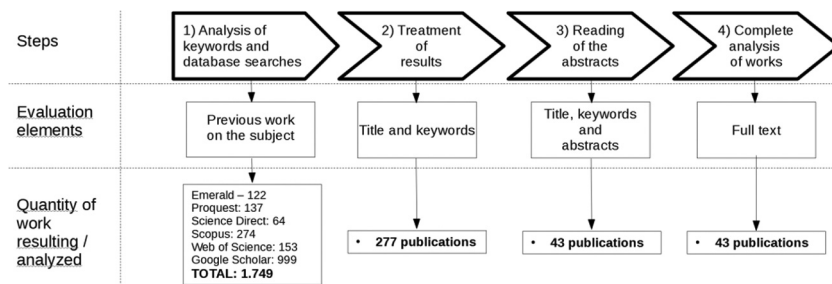 Steps
1) Analysis of
keywords and
database searches
2) Treatment
of
results
3) Reading
of the
abstracts
4) Complete
analysis
of works
Evaluation
elements
Previous work
on the subject
Title and keywords
Title, keywords
and
abstracts
Full text
Quantity of
work
resulting /
analyzed
Emerald – 122
Proquest: 137
Science Direct: 64
Scopus: 274
Web of Science: 153
Google Scholar: 999
TOTAL: 1.749
• 277 publications
• 43 publications
• 43 publications